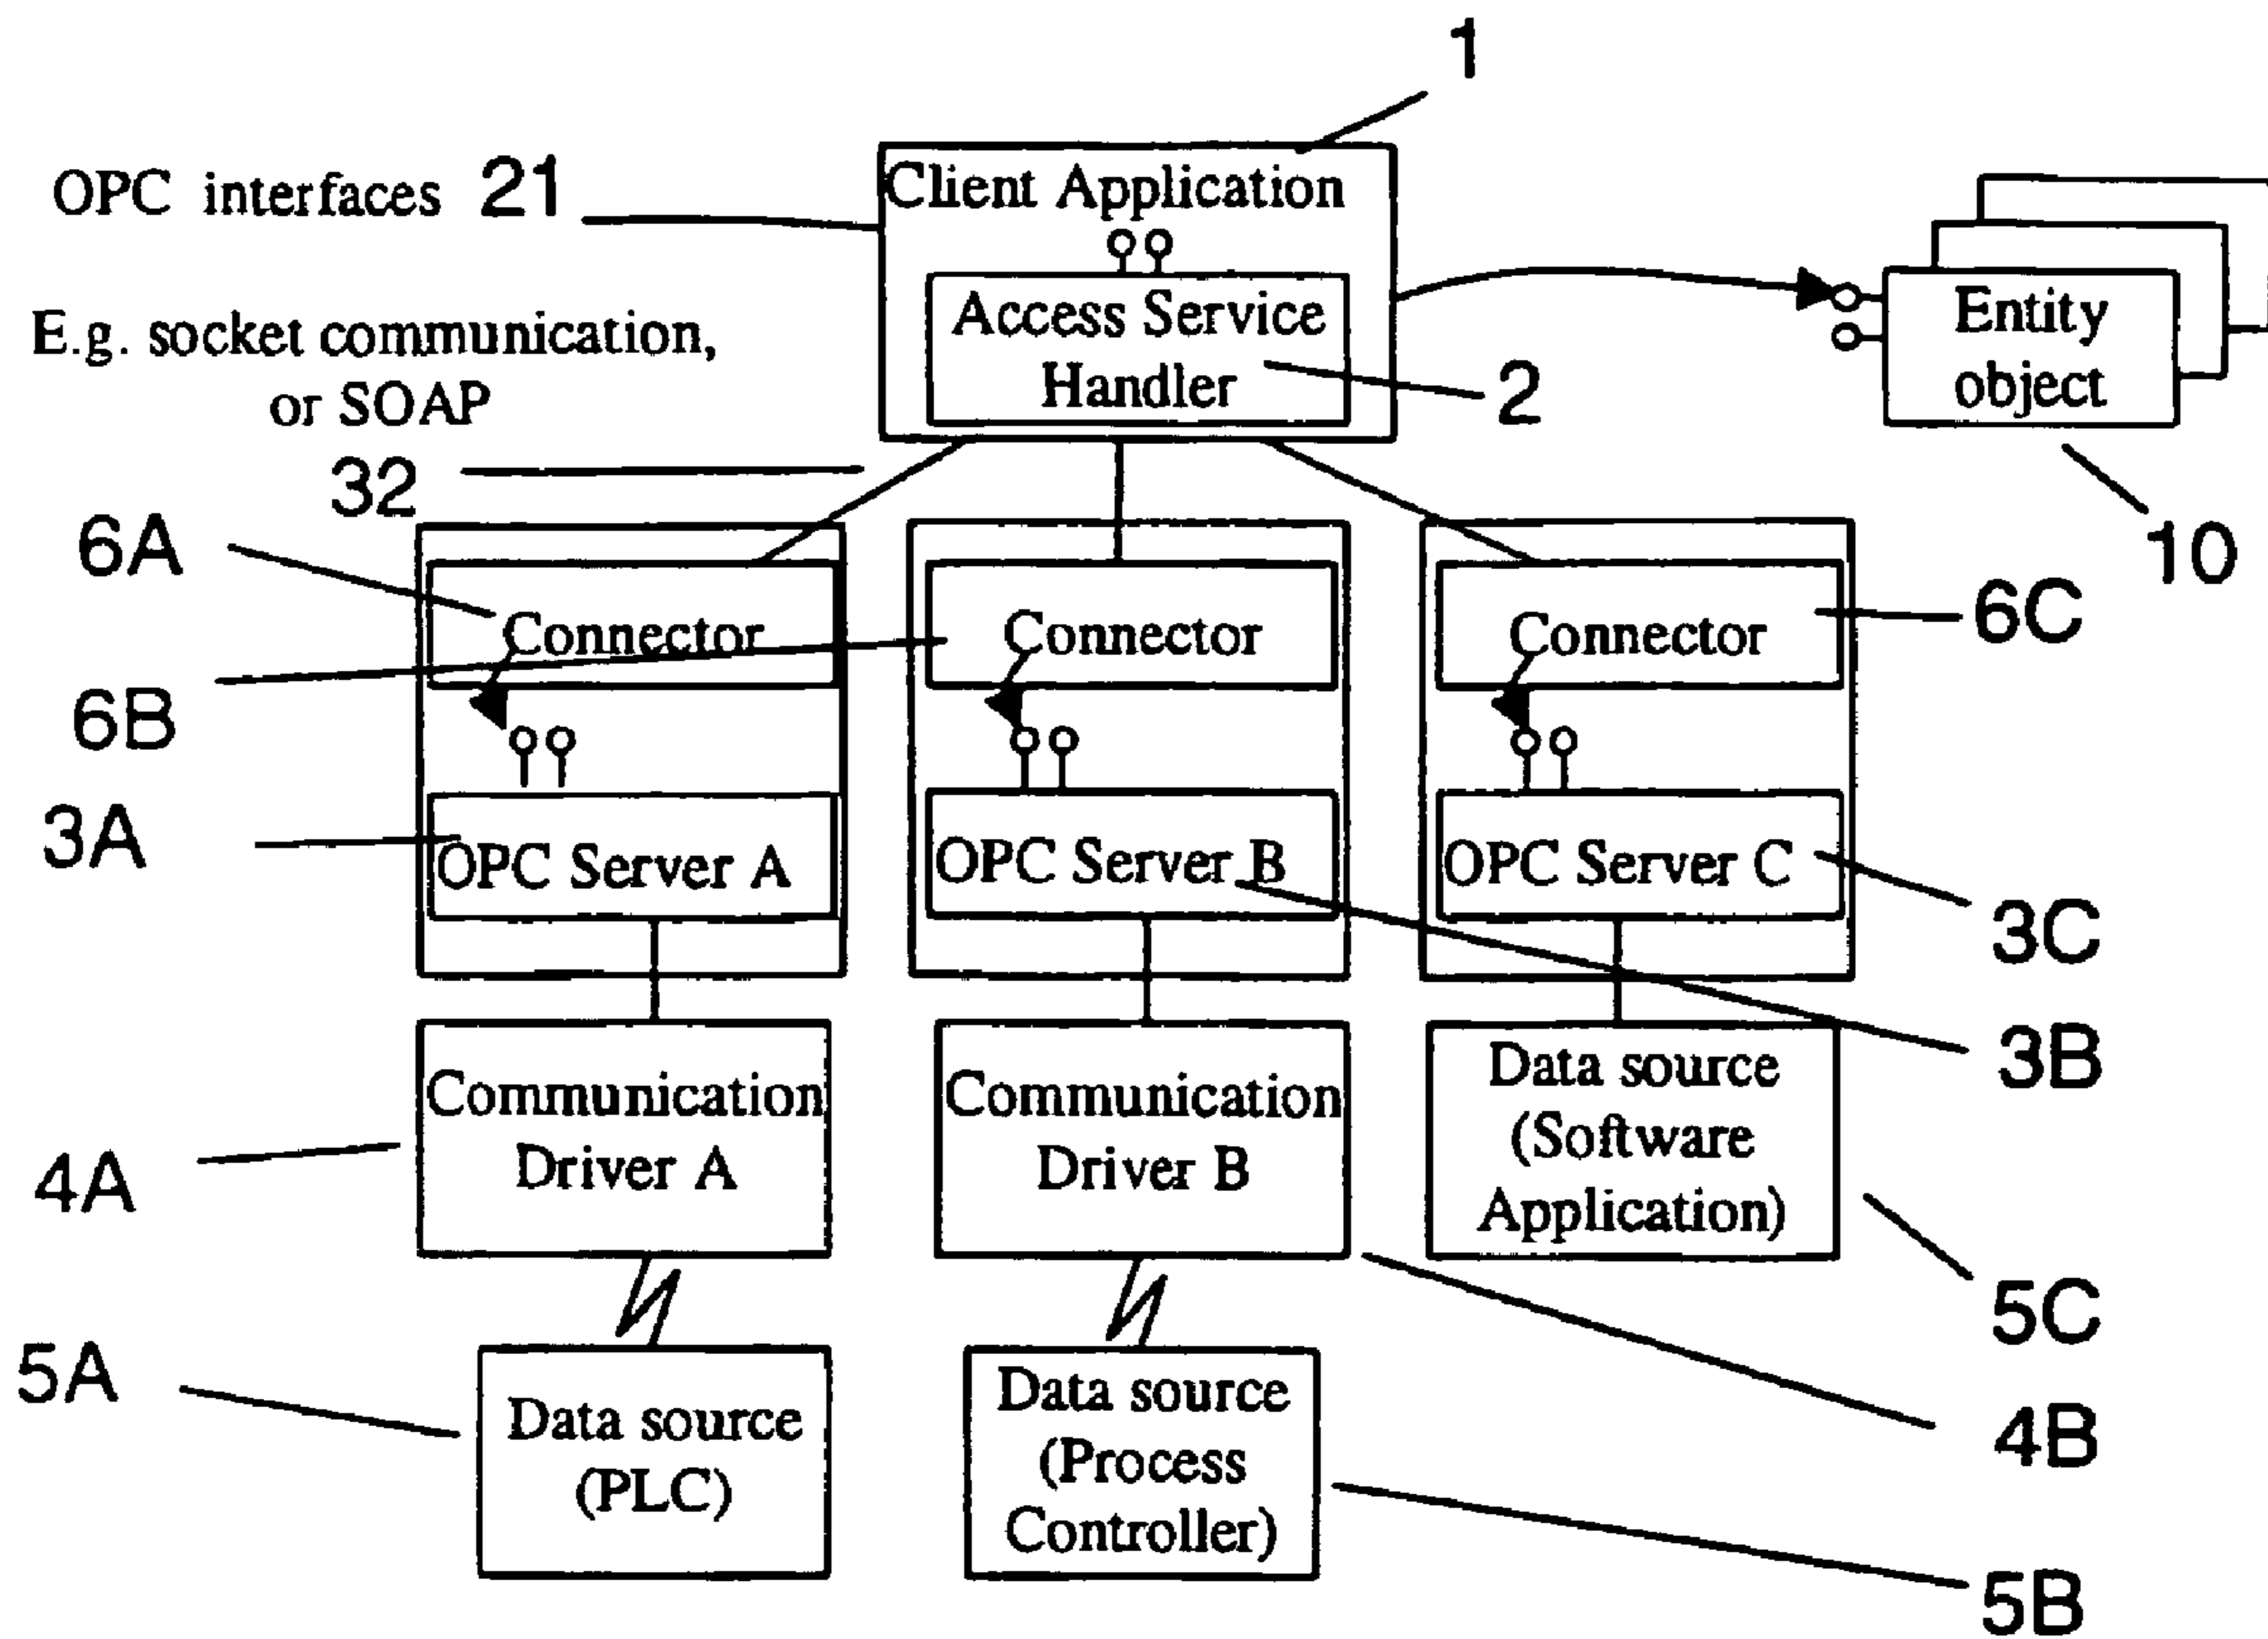 1
OPC interfaces 21
Client Application
E.g. socket communication,
or SOAP
Access Service
Handler
2
Entity
object
10
32
6A
Connector
Connector
Connector
6C
6B
3A
OPC Server A
OPC Server B
OPC Server C
3C
3B
Communication
Driver A
Communication
Driver B
Data source
(Software
Application)
4A
5C
5A
Data source
(PLC)
Data source
(Process
Controller)
4B
5B